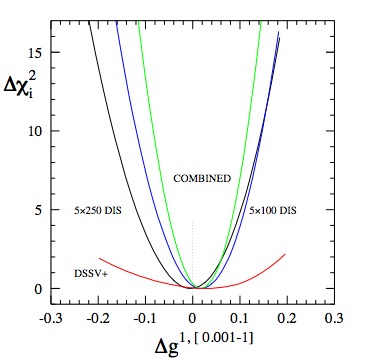 15
Δχi²
10
COMBINED
5×250 DIS
5×100 DIS
5
DSSV+
0
-0.3 -0.2 -0.1 0 0.1 0.2 0.3
Δg1, [ 0.001-1]